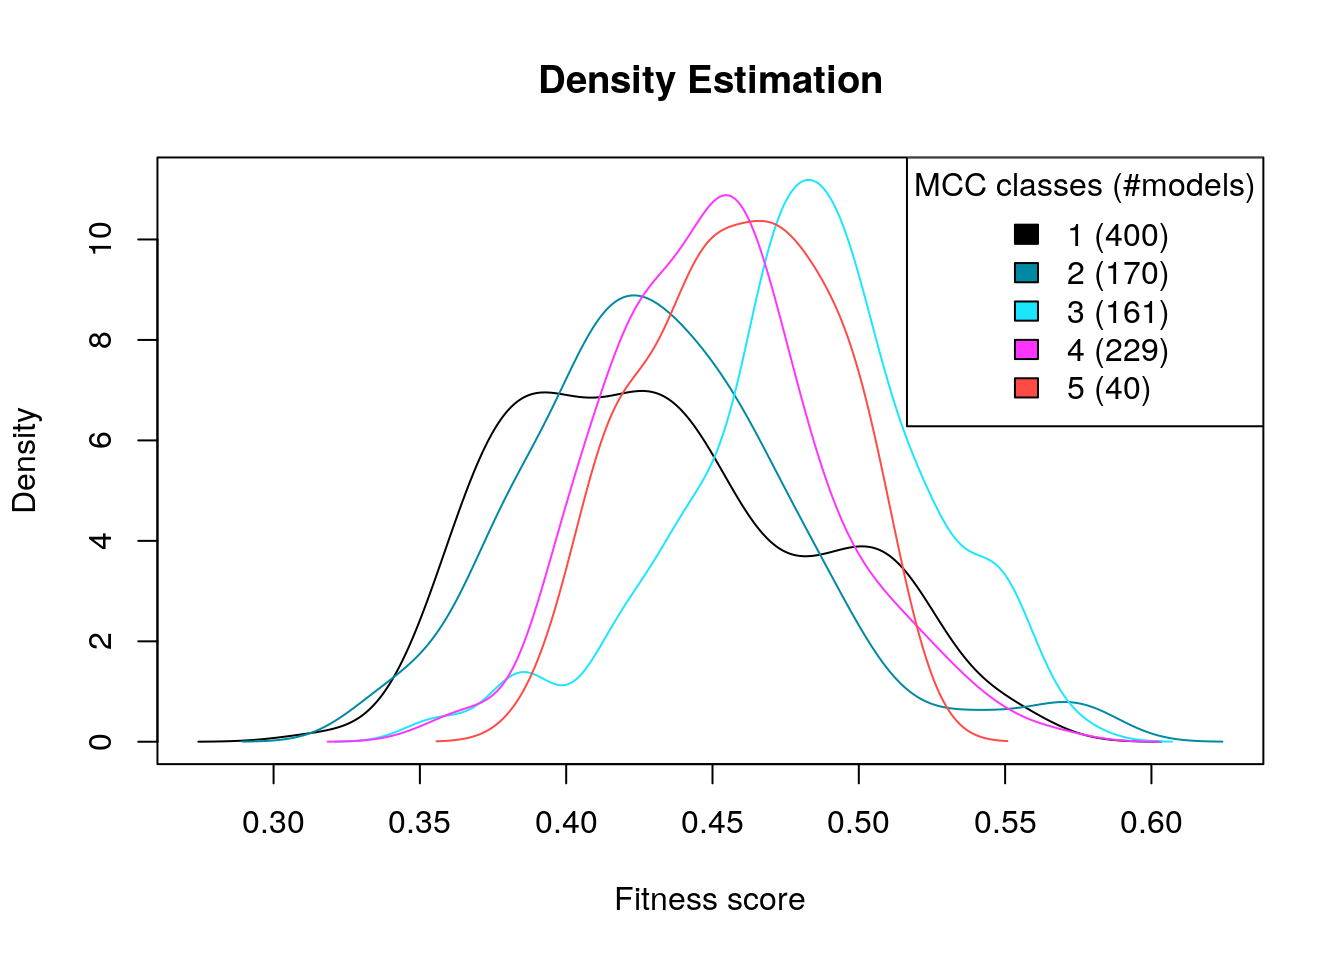 Density Estimation
MCC classes (#models)
1 (400)
2 (170)
3 (161)
4 (229)
5 (40)
Density
10
8
6
4
2
0
0.30 0.35 0.40 0.45 0.50 0.55 0.60
Fitness score